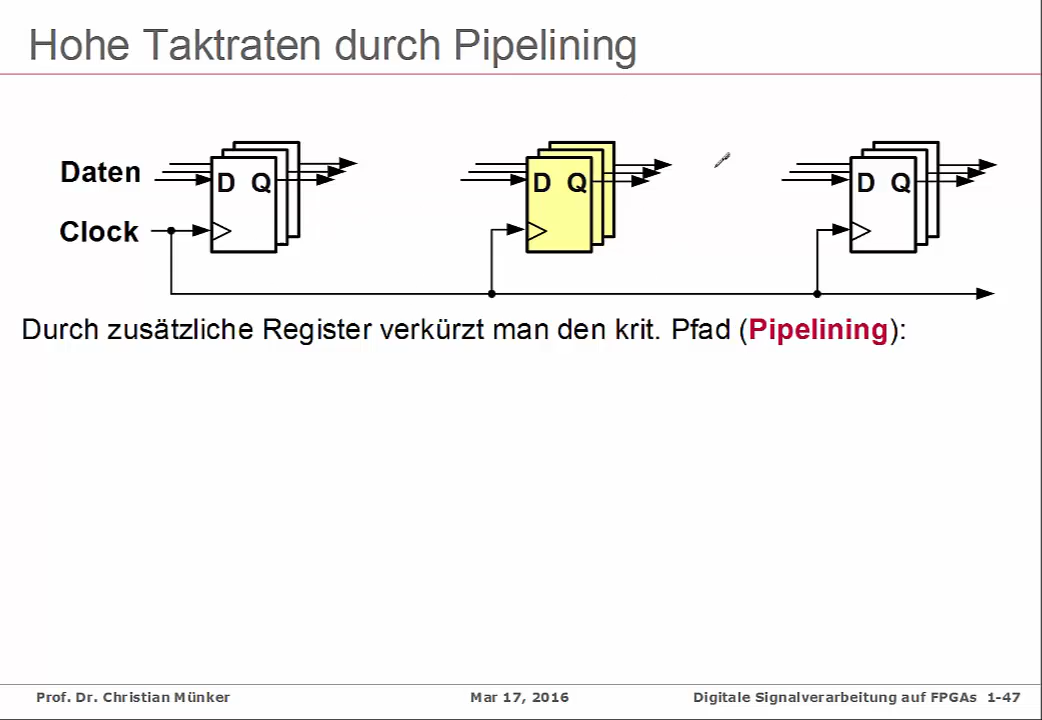 Hohe Taktraten durch Pipelining
Daten
D Q
D Q
D Q
Clock
Durch zusätzliche Register verkürzt man den krit. Pfad (Pipelining):
Prof. Dr. Christian Münker
Mar 17, 2016
Digitale Signalverarbeitung auf FPGAs 1-47